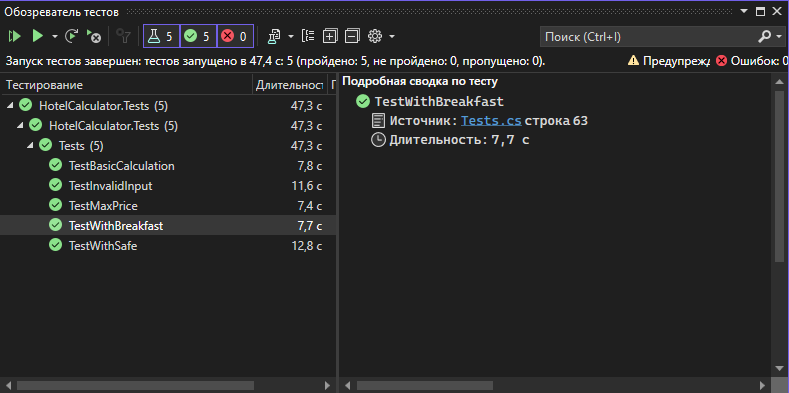 Обозреватель тестов
5 5 0
Поиск (Ctrl+I)
Запуск тестов завершен: тестов запущено в 47,4 с: 5 (пройдено: 5, не пройдено: 0, пропущено: 0).
Предупрежд Ошибок: 0
Тестирование Длительнос П
HotelCalculator.Tests (5) 47,3 с
HotelCalculator.Tests (5) 47,3 с
Tests (5) 47,3 с
TestBasicCalculation 7,8 с
TestInvalidInput 11,6 с
TestMaxPrice 7,4 с
TestWithBreakfast 7,7 с
TestWithSafe 12,8 с
Подробная сводка по тесту
TestWithBreakfast
Источник: Tests.cs строка 63
Длительность: 7,7 с